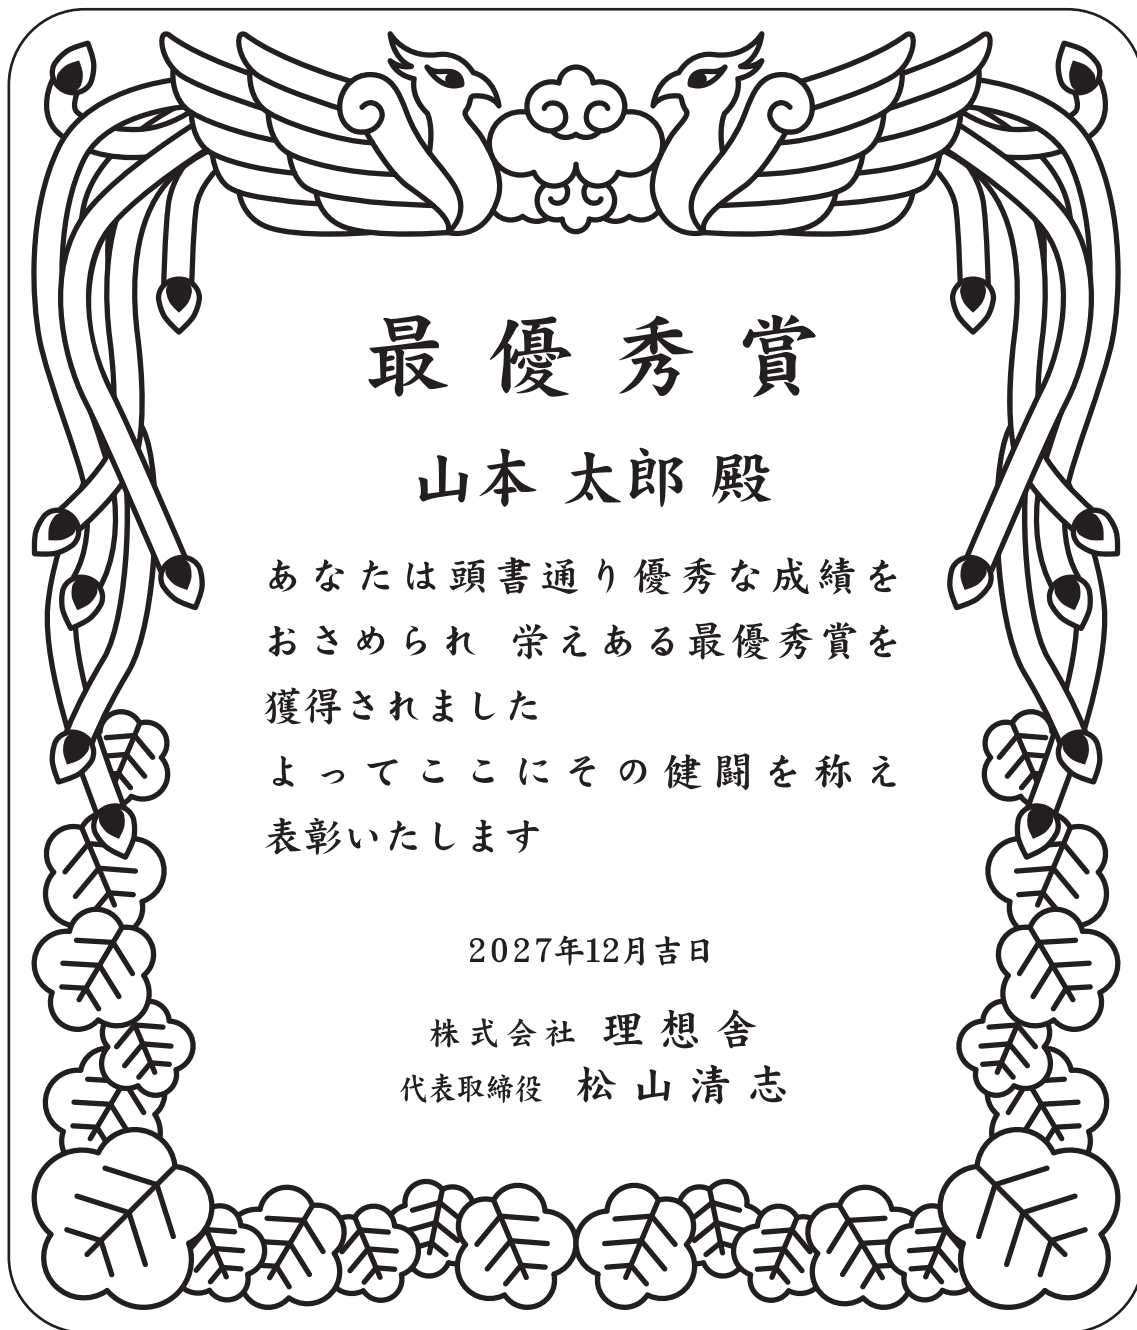 最優秀賞
山本 太郎 殿
あなたは頭書通り優秀な成績を
おさめられ 栄えある最優秀賞を
獲得されました
よってここにその健闘を称え
表彰いたします
2027年12月吉日
株式会社 理想舎
代表取締役 松山清志